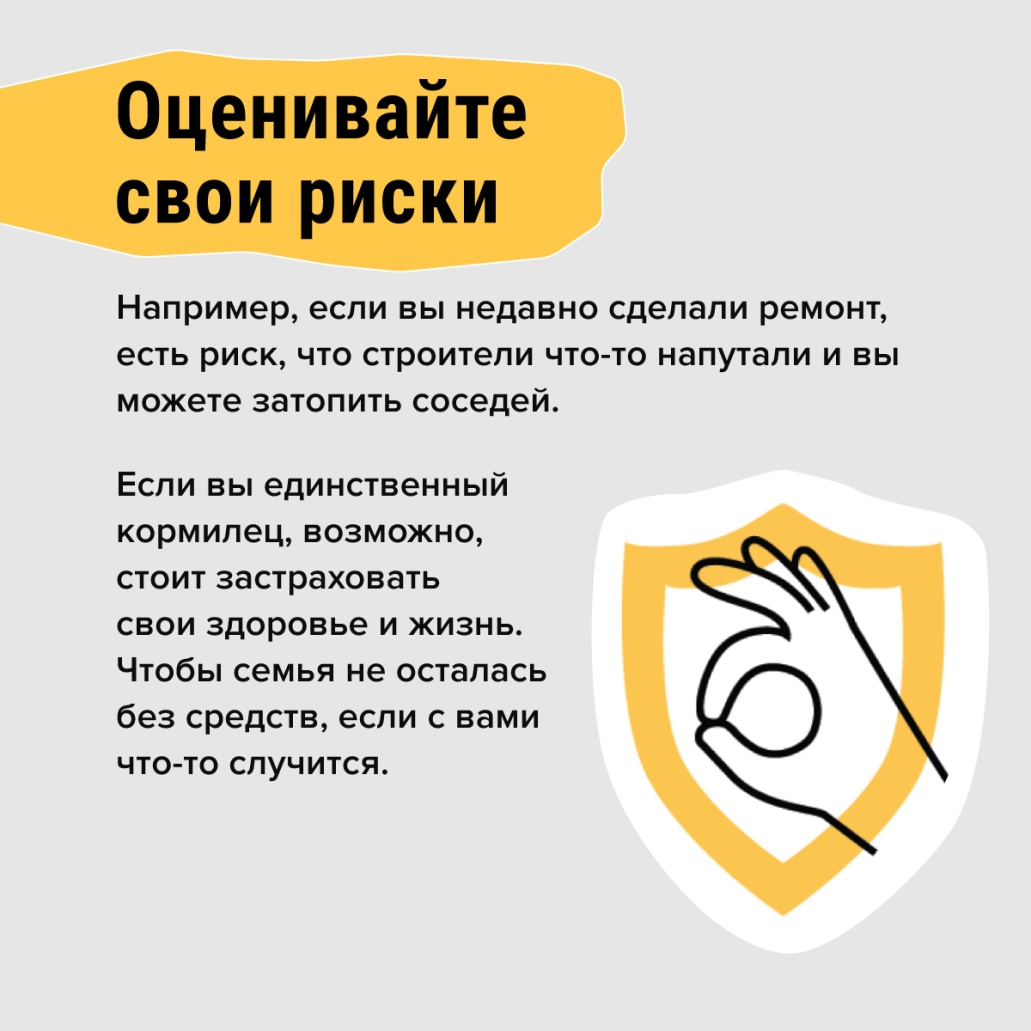 Оценивайте
свои риски
Например, если вы недавно сделали ремонт,
есть риск, что строители что-то напутали и вы
можете затопить соседей.
Если вы единственный
кормилец, возможно,
стоит застраховать
свои здоровье и жизнь.
Чтобы семья не осталась
без средств, если с вами
что-то случится.